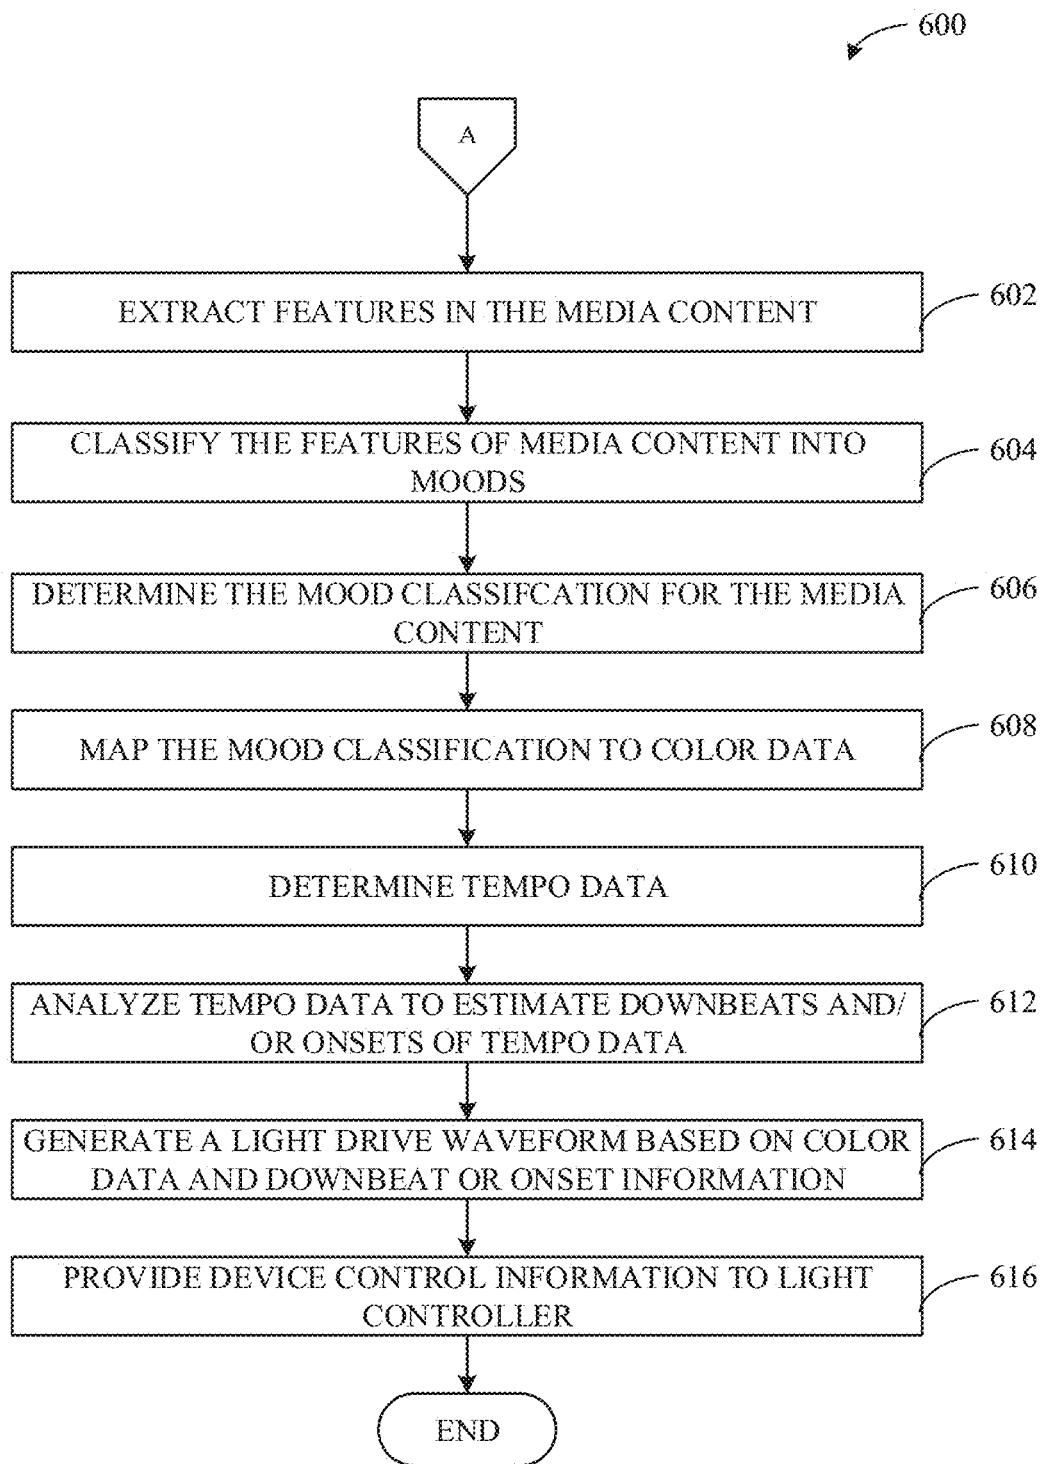 600
A
EXTRACT FEATURES IN THE MEDIA CONTENT
602
CLASSIFY THE FEATURES OF MEDIA CONTENT INTO
MOODS
604
DETERMINE THE MOOD CLASSIFCATION FOR THE MEDIA
CONTENT
606
MAP THE MOOD CLASSIFICATION TO COLOR DATA
608
DETERMINE TEMPO DATA
610
ANALYZE TEMPO DATA TO ESTIMATE DOWNBEATS AND/
OR ONSETS OF TEMPO DATA
612
GENERATE A LIGHT DRIVE WAVEFORM BASED ON COLOR
DATA AND DOWNBEAT OR ONSET INFORMATION
614
PROVIDE DEVICE CONTROL INFORMATION TO LIGHT
CONTROLLER
616
END